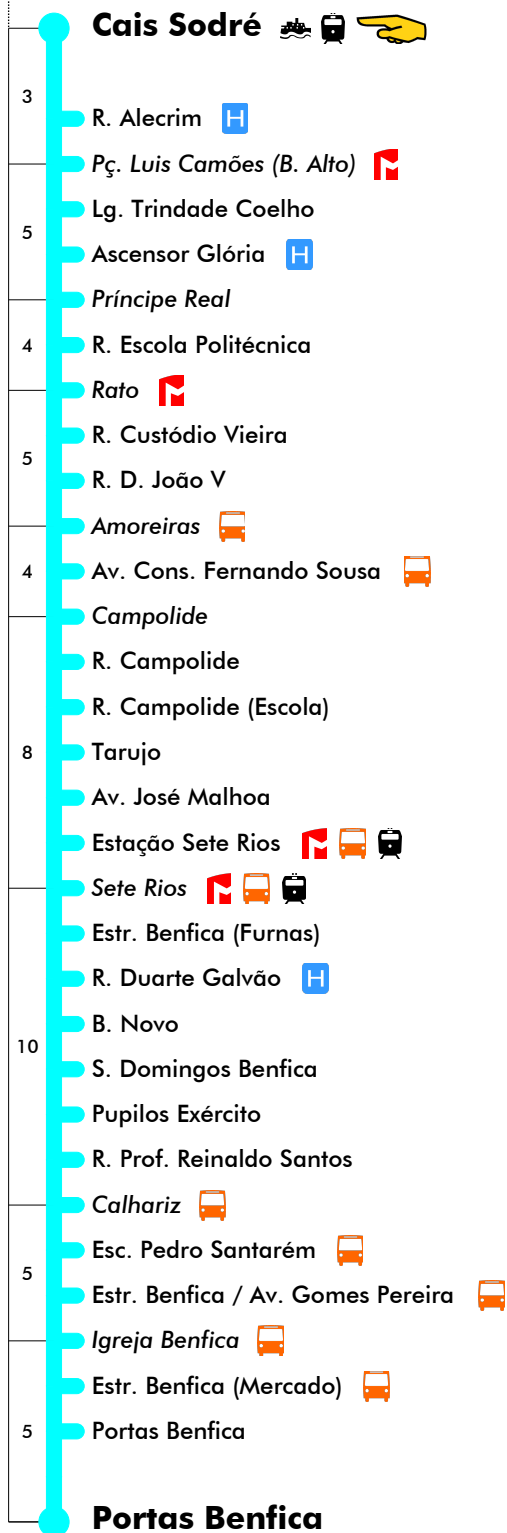 Cais Sodré
3
R. Alecrim H
Pç. Luis Camões (B. Alto)
Lg. Trindade Coelho
5
Ascensor Glória H
Príncipe Real
4
R. Escola Politécnica
Rato
R. Custódio Vieira
5
R. D. João V
Amoreiras
4
Av. Cons. Fernando Sousa
Campolide
R. Campolide
R. Campolide (Escola)
8
Tarujo
Av. José Malhoa
Estação Sete Rios
Sete Rios
Estr. Benfica (Furnas)
R. Duarte Galvão H
B. Novo
10
S. Domingos Benfica
Pupilos Exército
R. Prof. Reinaldo Santos
Calhariz
Esc. Pedro Santarém
5
Estr. Benfica / Av. Gomes Pereira
Igreja Benfica
Estr. Benfica (Mercado)
5
Portas Benfica
Portas Benfica